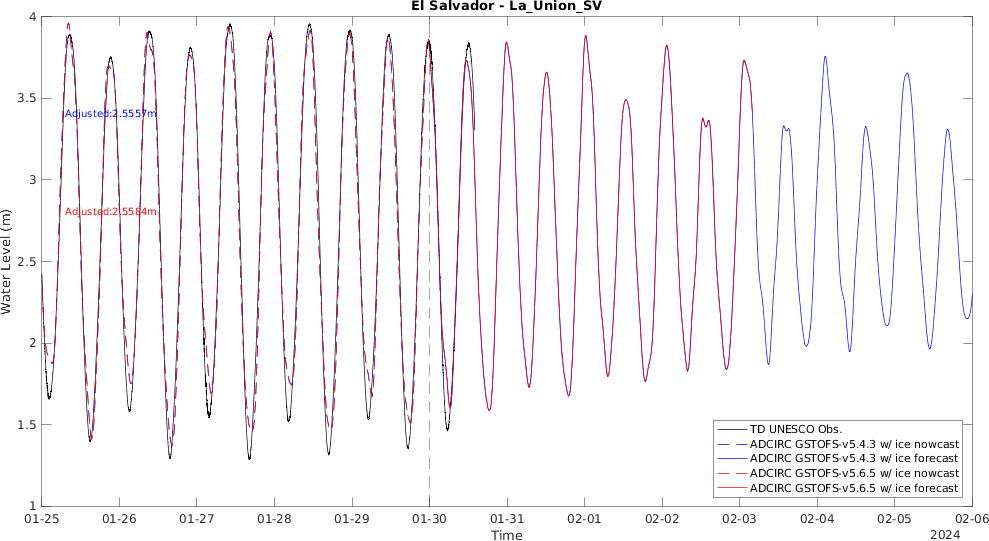 El Salvador - La_Union_SV
4
3.5
3
2.5
2
1.5
1
Water Level (m)
Adjusted:2.5557m
Adjusted:2.5584m
TD UNESCO Obs.
ADCIRC GSTOFS-v5.4.3 w/ ice nowcast
ADCIRC GSTOFS-v5.4.3 w/ ice forecast
ADCIRC GSTOFS-v5.6.5 w/ ice nowcast
ADCIRC GSTOFS-v5.6.5 w/ ice forecast
01-25 01-26 01-27 01-28 01-29 01-30 01-31 02-01 02-02 02-03 02-04 02-05 02-06
Time
2024